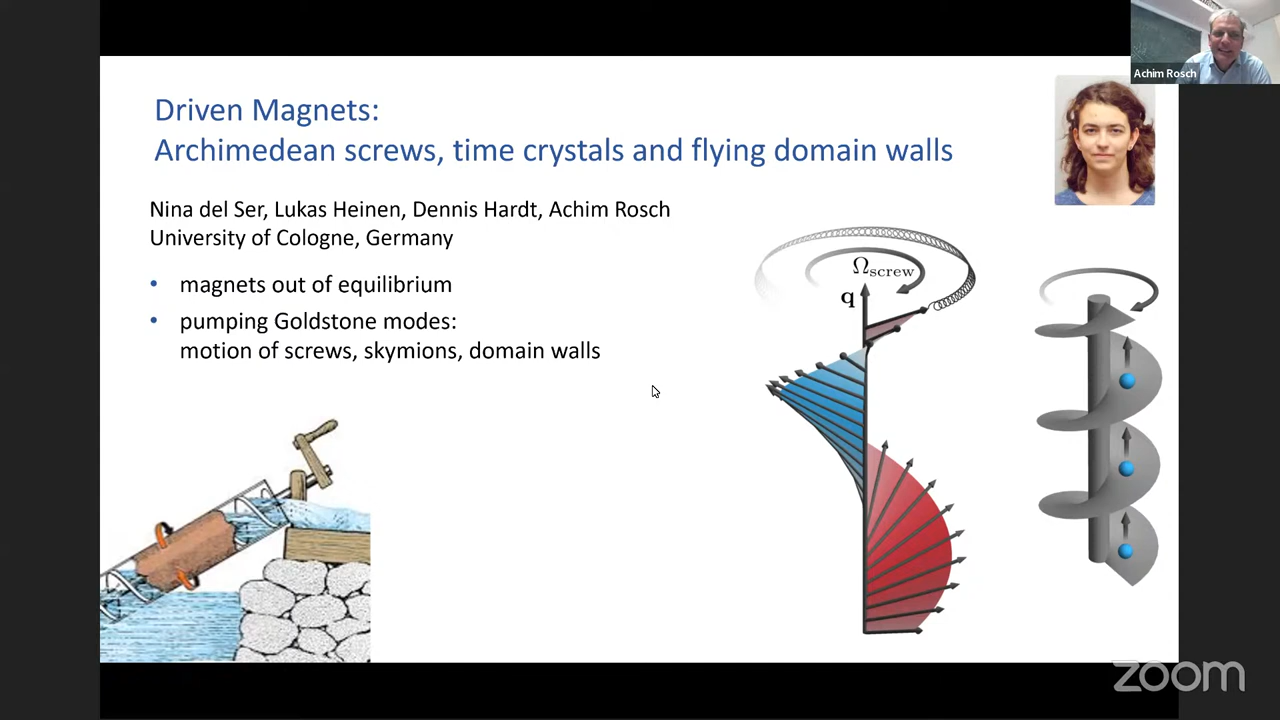 Achim Rosch
Driven Magnets:
Archimedean screws, time crystals and flying domain walls
Nina del Ser, Lukas Heinen, Dennis Hardt, Achim Rosch
University of Cologne, Germany
• magnets out of equilibrium
• pumping Goldstone modes:
motion of screws, skymions, domain walls
Ωscrew
q
zoom